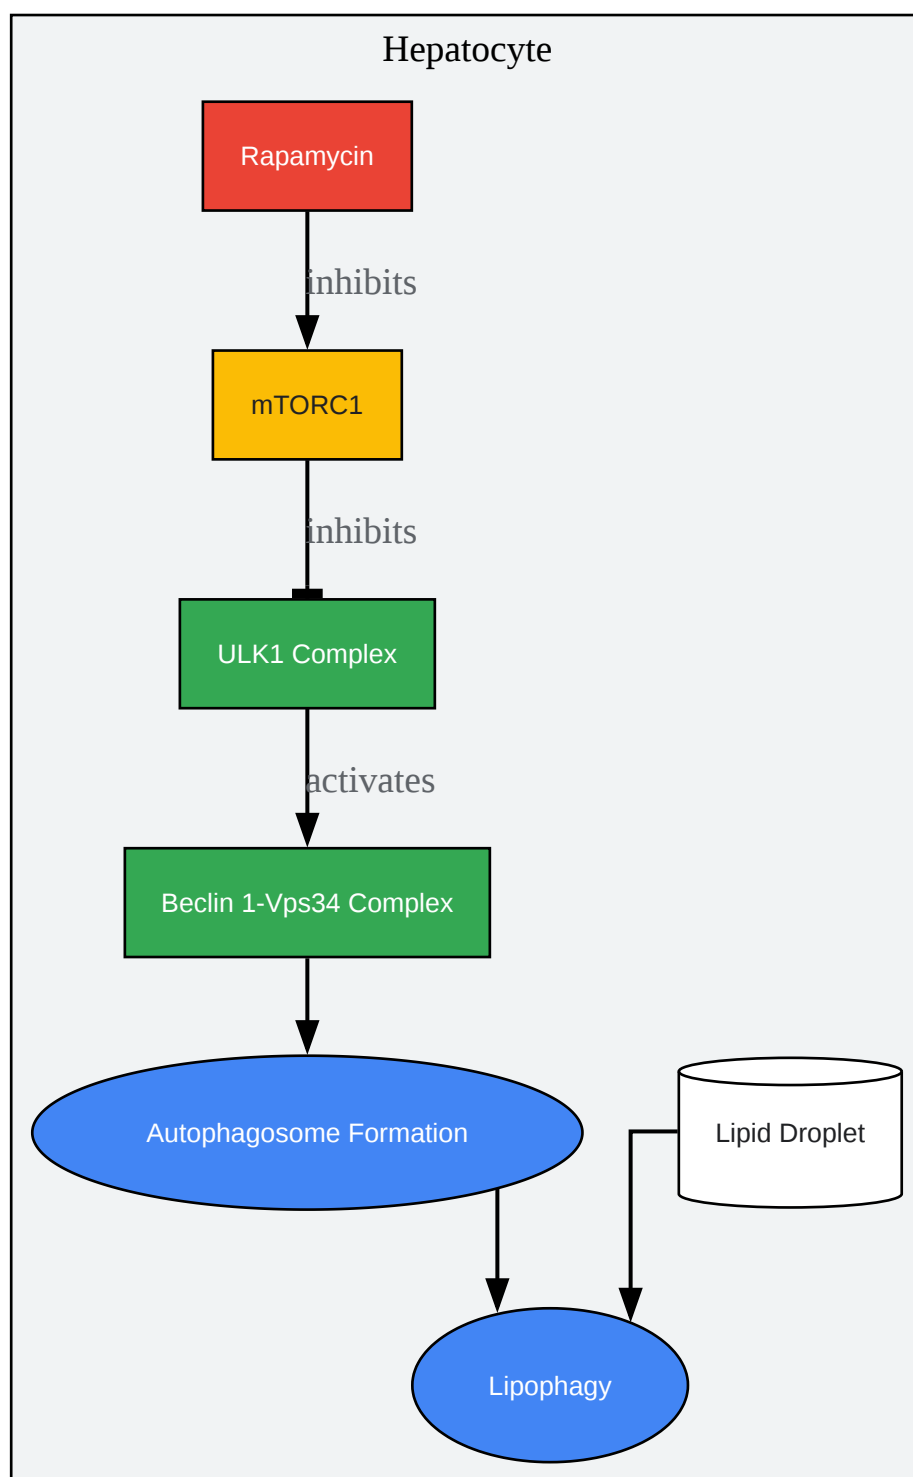 Hepatocyte
Rapamycin
inhibits
mTORC1
inhibits
ULK1 Complex
activates
Beclin 1-Vps34 Complex
Autophagosome Formation
Lipid Droplet
Lipophagy